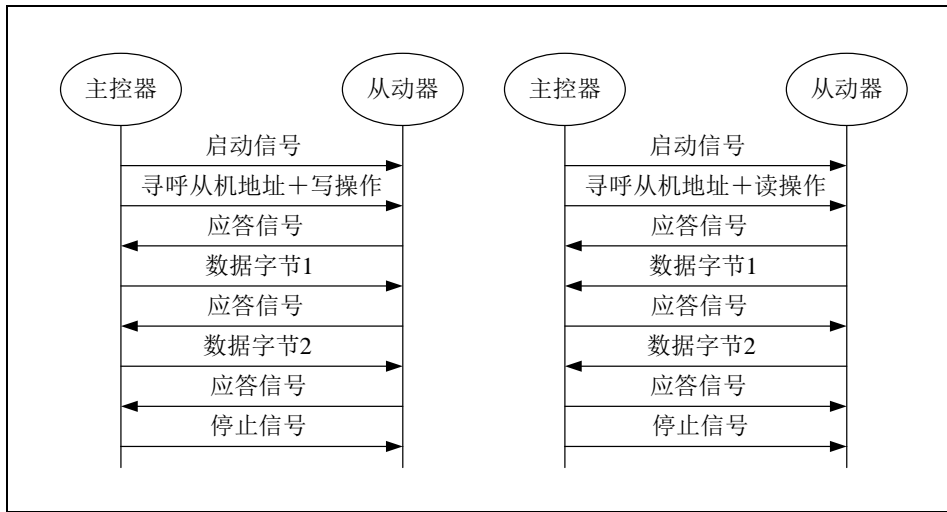 主控器
从动器
启动信号
寻呼从机地址＋写操作
应答信号
数据字节1
应答信号
数据字节2
应答信号
停止信号
主控器
从动器
启动信号
寻呼从机地址＋读操作
应答信号
数据字节1
应答信号
数据字节2
应答信号
停止信号